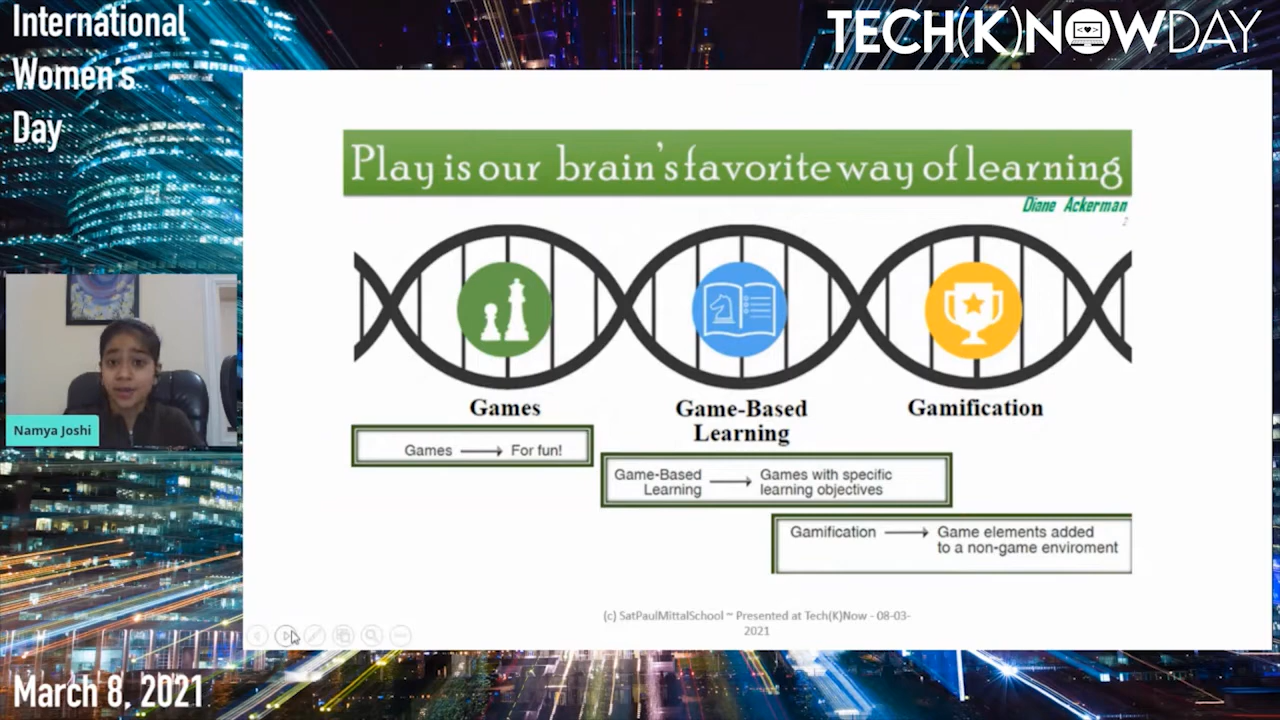 International
Women's
Day
TECH(K)NOWDAY
Play is our brain's favorite way of learning
Diane Ackerman
2
Games
Game-Based
Learning
Gamification
Games → For fun!
Game-Based
Learning → Games with specific
learning objectives
Gamification → Game elements added
to a non-game enviroment
Namya Joshi
(c) SatPaulMittalSchool ~ Presented at Tech(K)Now - 08-03-
2021
March 8, 2021